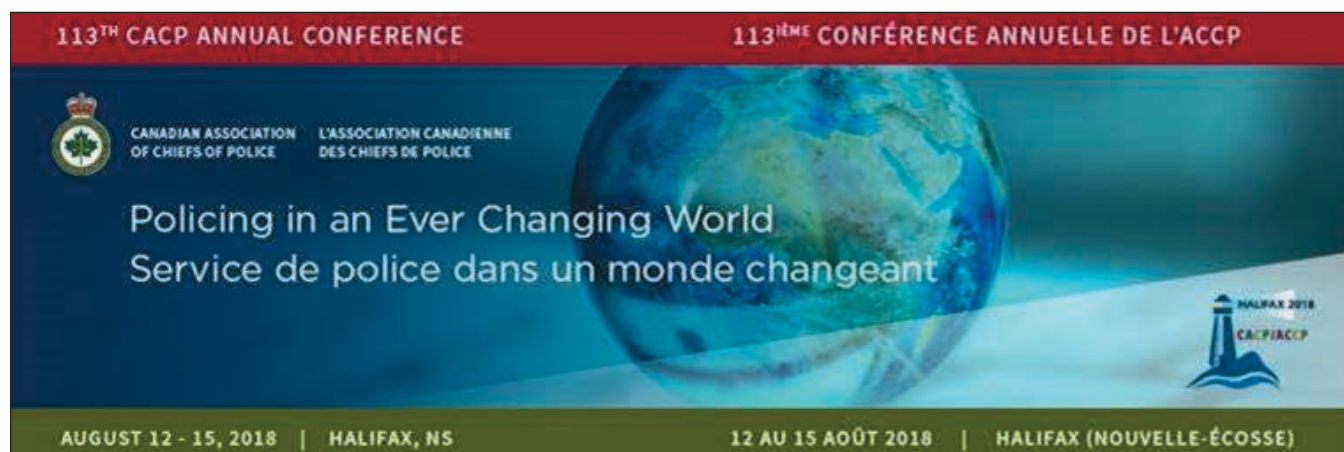 113TH CACP ANNUAL CONFERENCE
113IÈME CONFÉRENCE ANNUELLE DE L'ACCP
CANADIAN ASSOCIATION
OF CHIEFS OF POLICE
L'ASSOCIATION CANADIENNE
DES CHIEFS DE POLICE
Policing in an Ever Changing World
Service de police dans un monde changeant
HALIFAX 2018
CACP/ACCP
AUGUST 12 - 15, 2018 | HALIFAX, NS
12 AU 15 AOÛT 2018 | HALIFAX (NOUVELLE-ÉCOSSE)